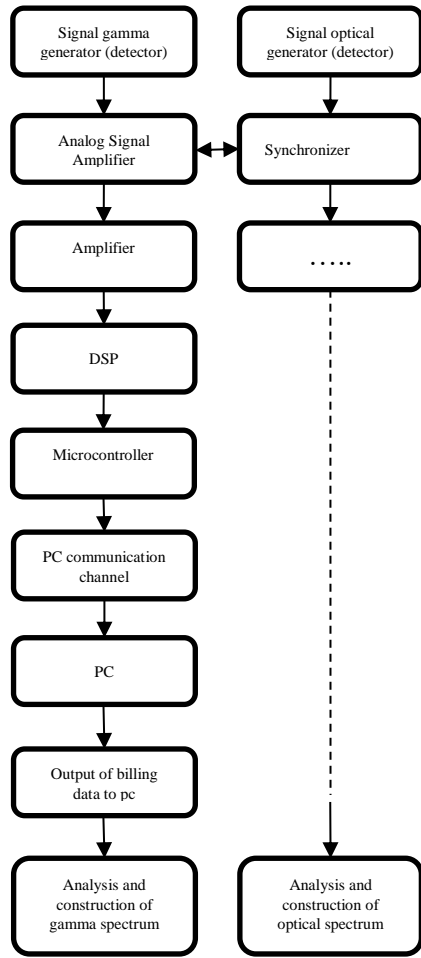 Signal gamma
generator (detector)
Signal optical
generator (detector)
Analog Signal
Amplifier
Synchronizer
Amplifier
.....
DSP
Microcontroller
PC communication
channel
PC
Output of billing
data to pc
Analysis and
construction of
gamma spectrum
Analysis and
construction of
optical spectrum